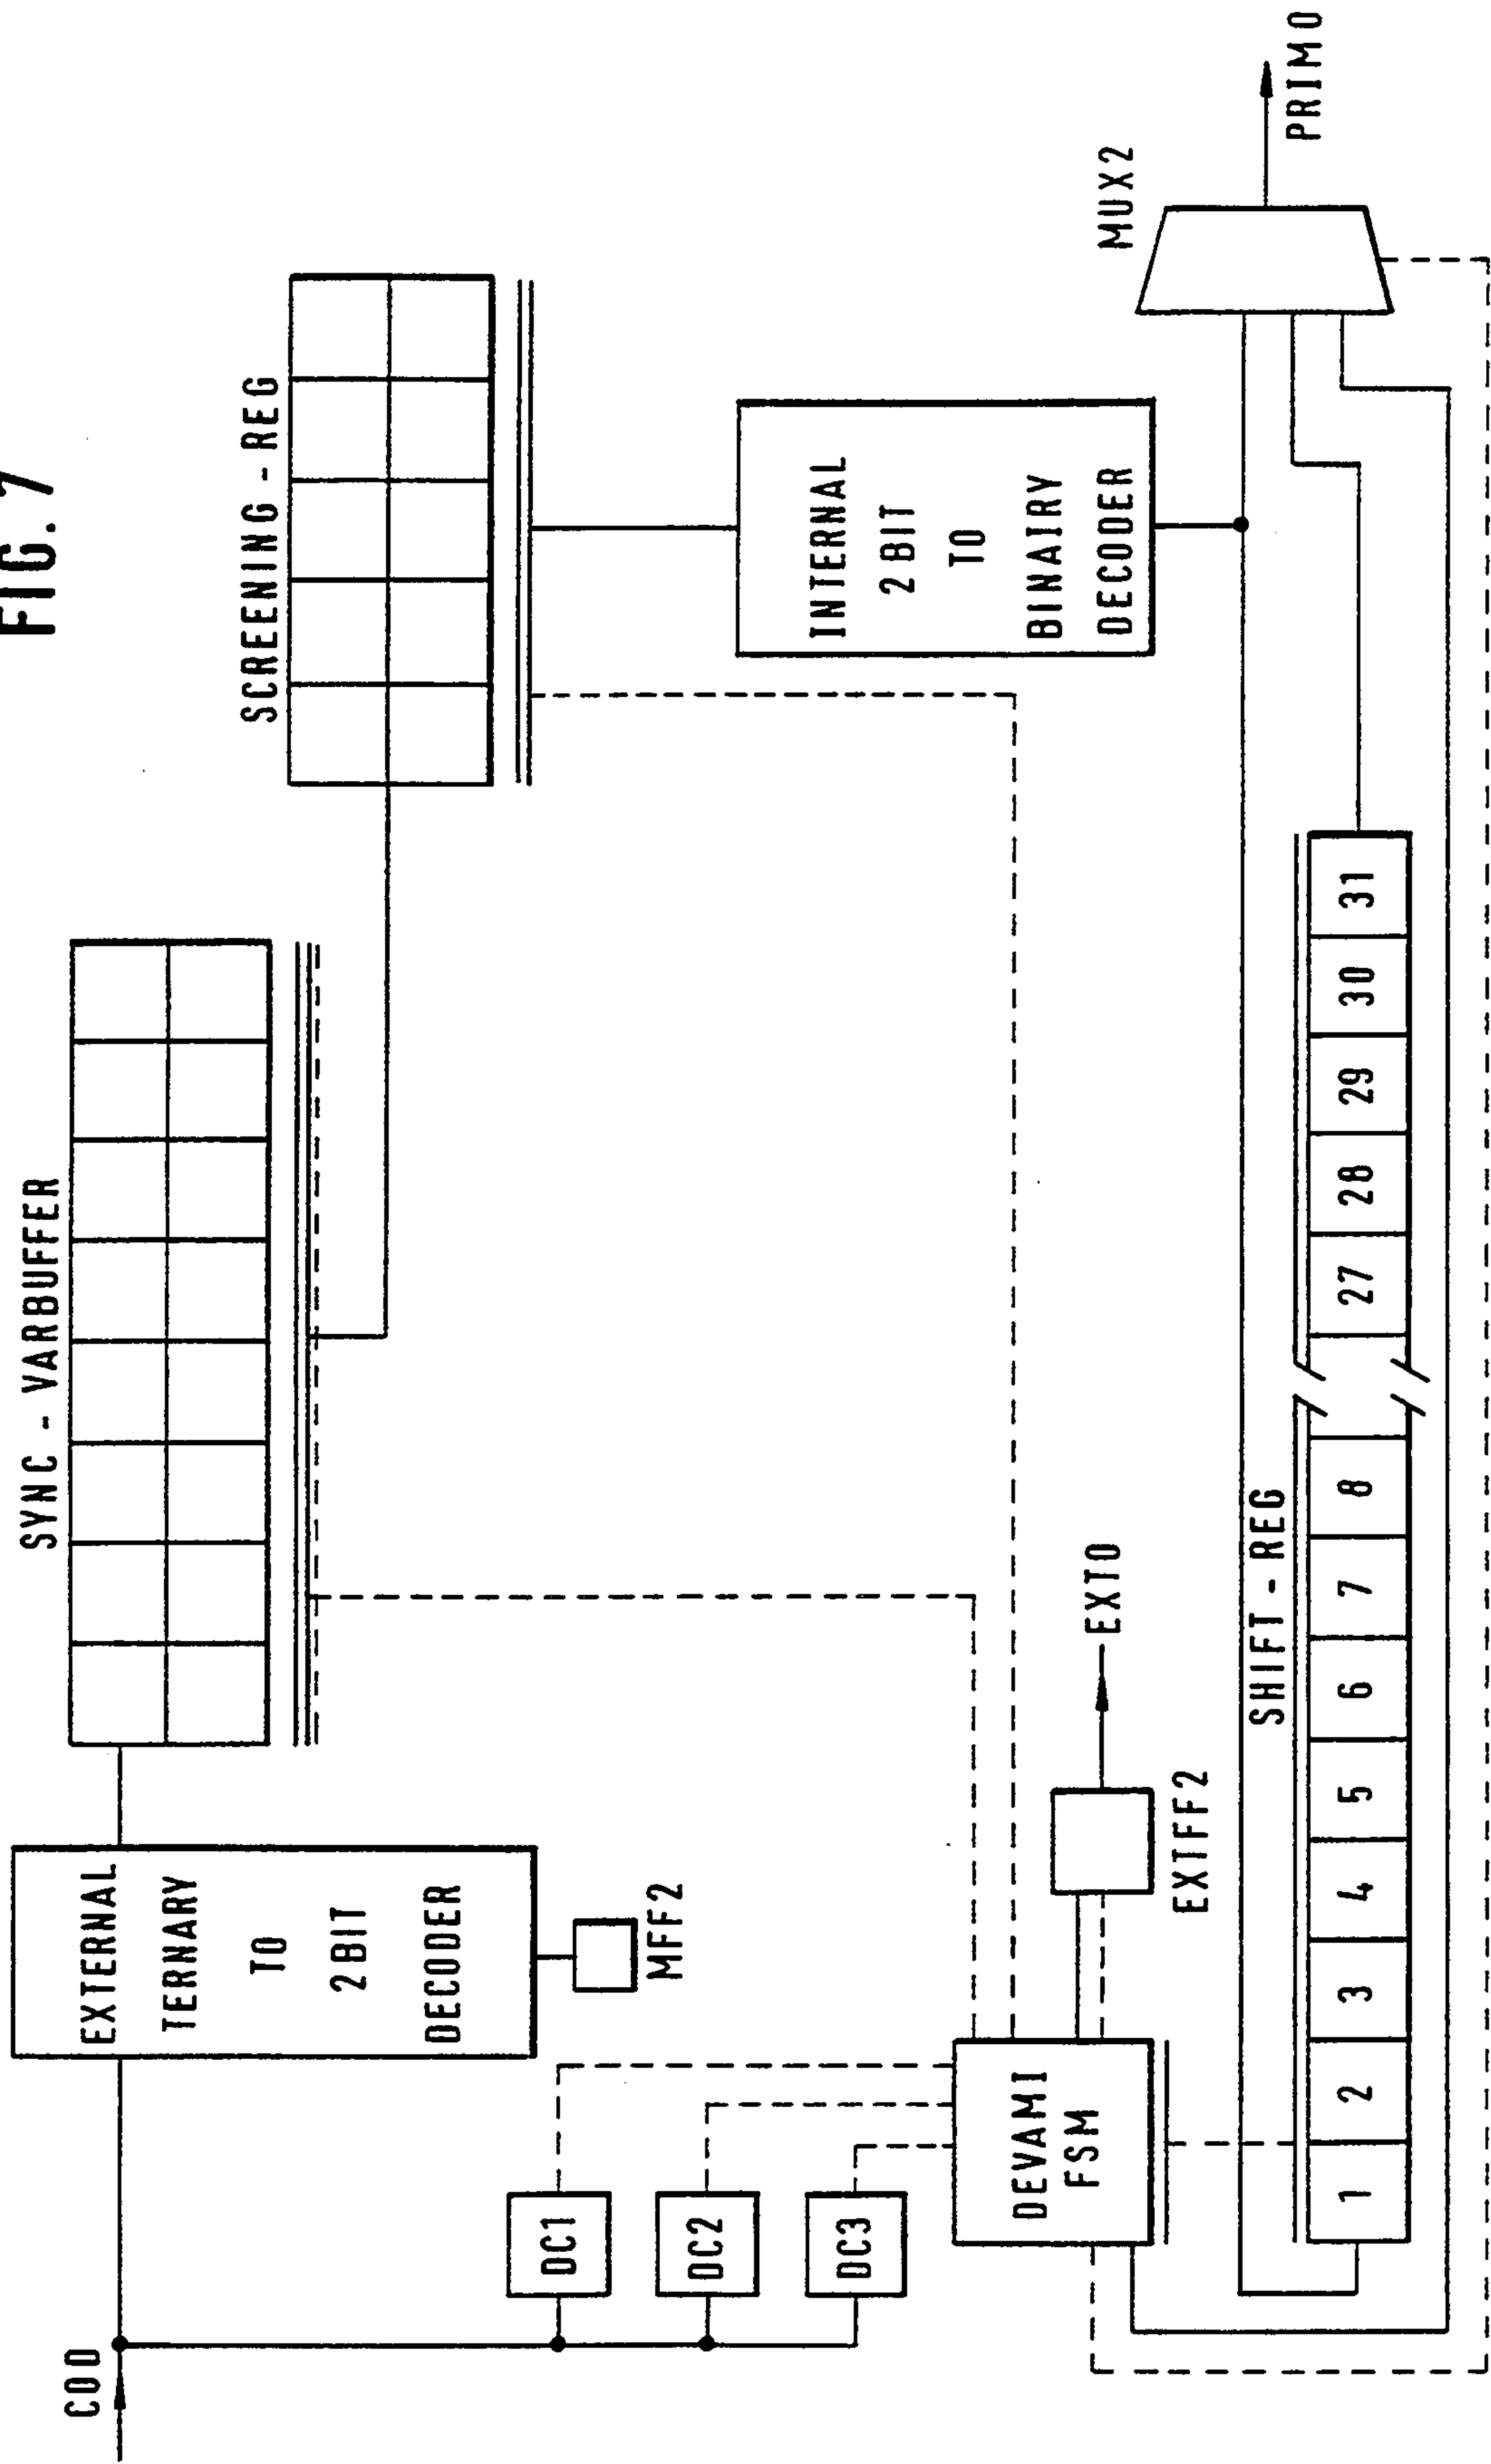 FIG. 7
SYNC - VARBUFFER
SCREENING - REG
COD
EXTERNAL
TERNARY
TO
2BIT
DECODER
MFF2
DC1
DC2
DC3
DEVAMI
FSM
EXTFF2
EXTO
INTERNAL
2BIT
TO
BINAIRY
DECODER
MUX2
PRIMO
SHIFT - REG
1 2 3 4 5 6 7 8 27 28 29 30 31